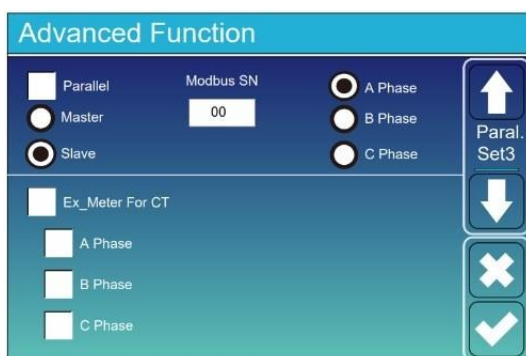 Advanced Function
Parallel
Modbus SN
A Phase
Master
00
B Phase
Slave
C Phase
Paral.
Set3
Ex_Meter For CT
A Phase
B Phase
C Phase